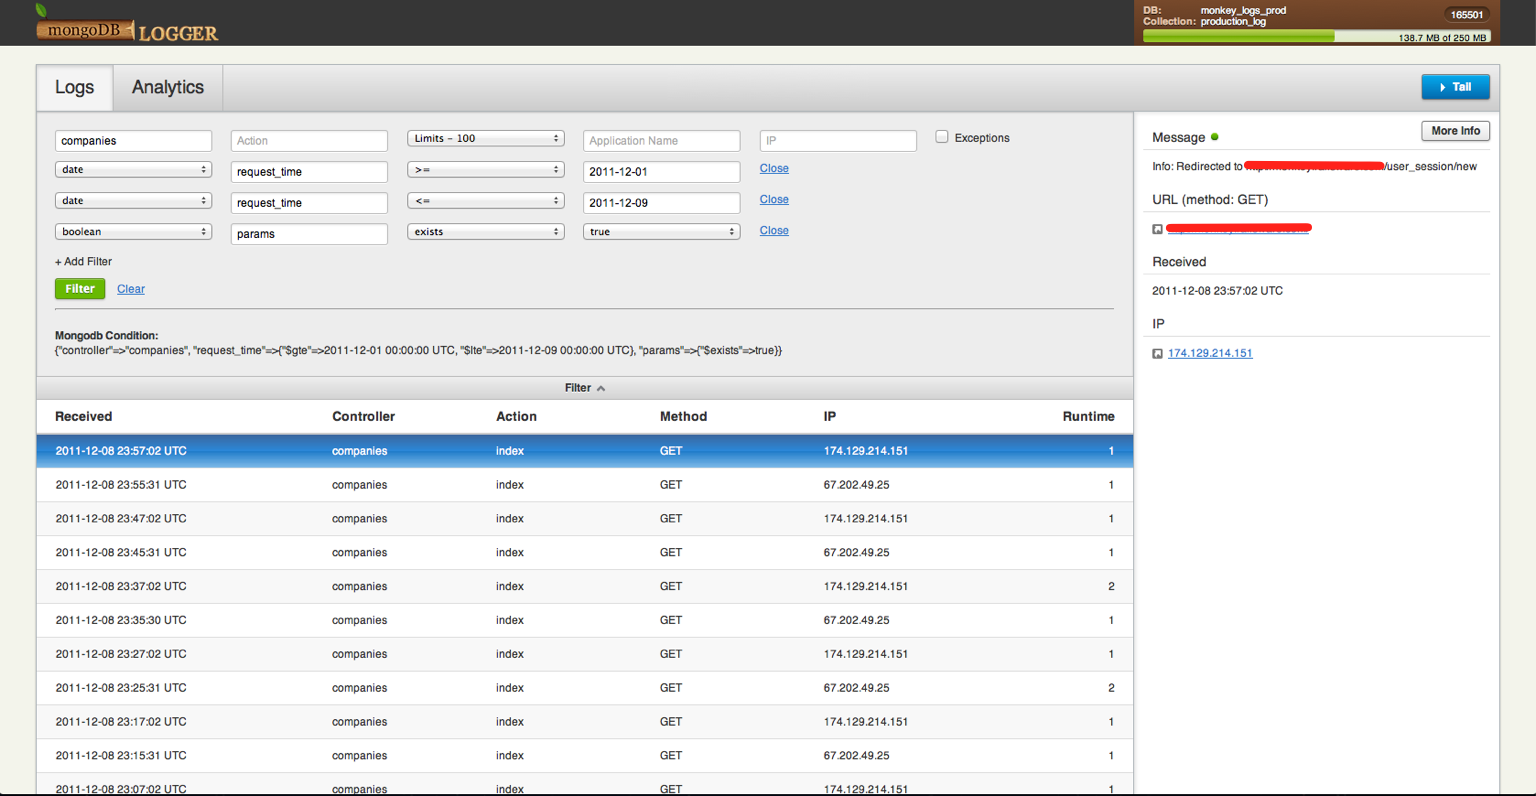 mongoDB LOGGER
DB: monkey_logs_prod 165501
Collection: production_log
138.7 MB of 250 MB
Logs Analytics Tail
companies Action Limits - 100 Application Name IP Exceptions
date request_time >= 2011-12-01 Close
date request_time <= 2011-12-09 Close
boolean params exists true Close
+ Add Filter
Filter Clear
Mongodb Condition:
{"controller"=>"companies", "request_time"=>{"$gte"=>2011-12-01 00:00:00 UTC, "$lte"=>2011-12-09 00:00:00 UTC}, "params"=>{"$exists"=>true}}
Filter
Received Controller Action Method IP Runtime
2011-12-08 23:57:02 UTC companies index GET 174.129.214.151 1
2011-12-08 23:55:31 UTC companies index GET 67.202.49.25 1
2011-12-08 23:47:02 UTC companies index GET 174.129.214.151 1
2011-12-08 23:45:31 UTC companies index GET 67.202.49.25 1
2011-12-08 23:37:02 UTC companies index GET 174.129.214.151 2
2011-12-08 23:35:30 UTC companies index GET 67.202.49.25 1
2011-12-08 23:27:02 UTC companies index GET 174.129.214.151 1
2011-12-08 23:25:31 UTC companies index GET 67.202.49.25 2
2011-12-08 23:17:02 UTC companies index GET 174.129.214.151 1
2011-12-08 23:15:31 UTC companies index GET 67.202.49.25 1
2011-12-08 23:07:02 UTC companies index GET 174.129.214.151 1
Message More Info
Info: Redirected to /user_session/new
URL (method: GET)
Received
2011-12-08 23:57:02 UTC
IP
174.129.214.151